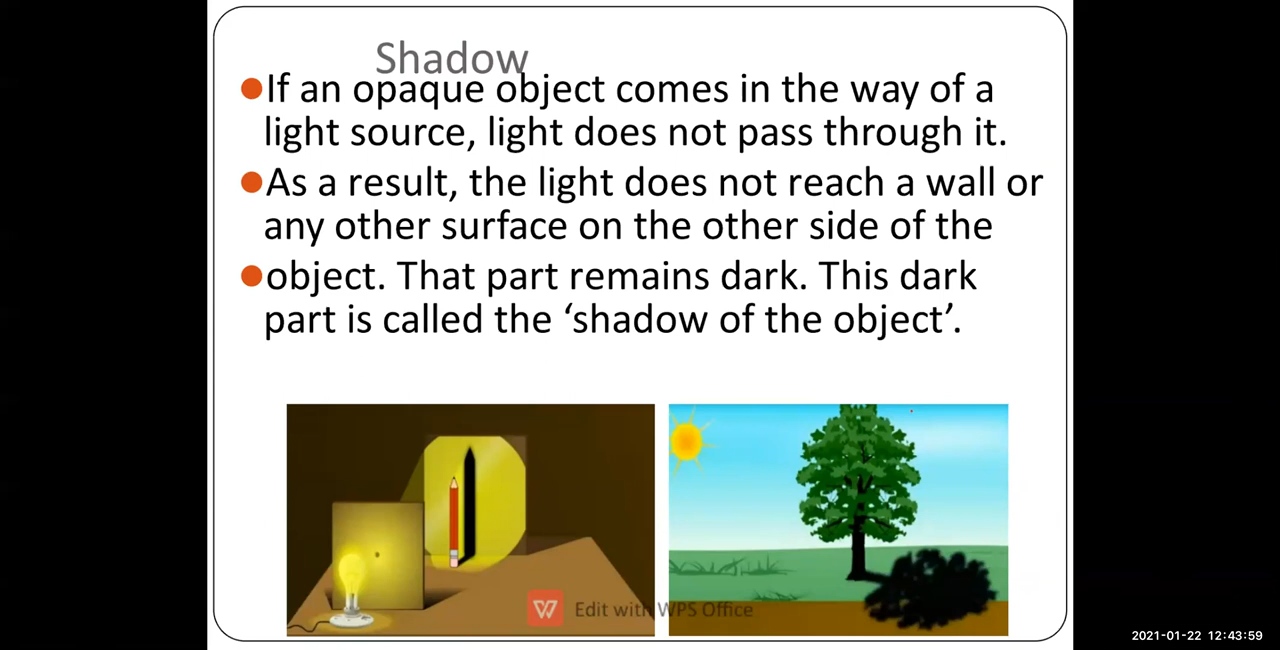 Shadow
●If an opaque object comes in the way of a
light source, light does not pass through it.
●As a result, the light does not reach a wall or
any other surface on the other side of the
●object. That part remains dark. This dark
part is called the ‘shadow of the object’.
Edit with WPS Office
2021-01-22 12:43:59